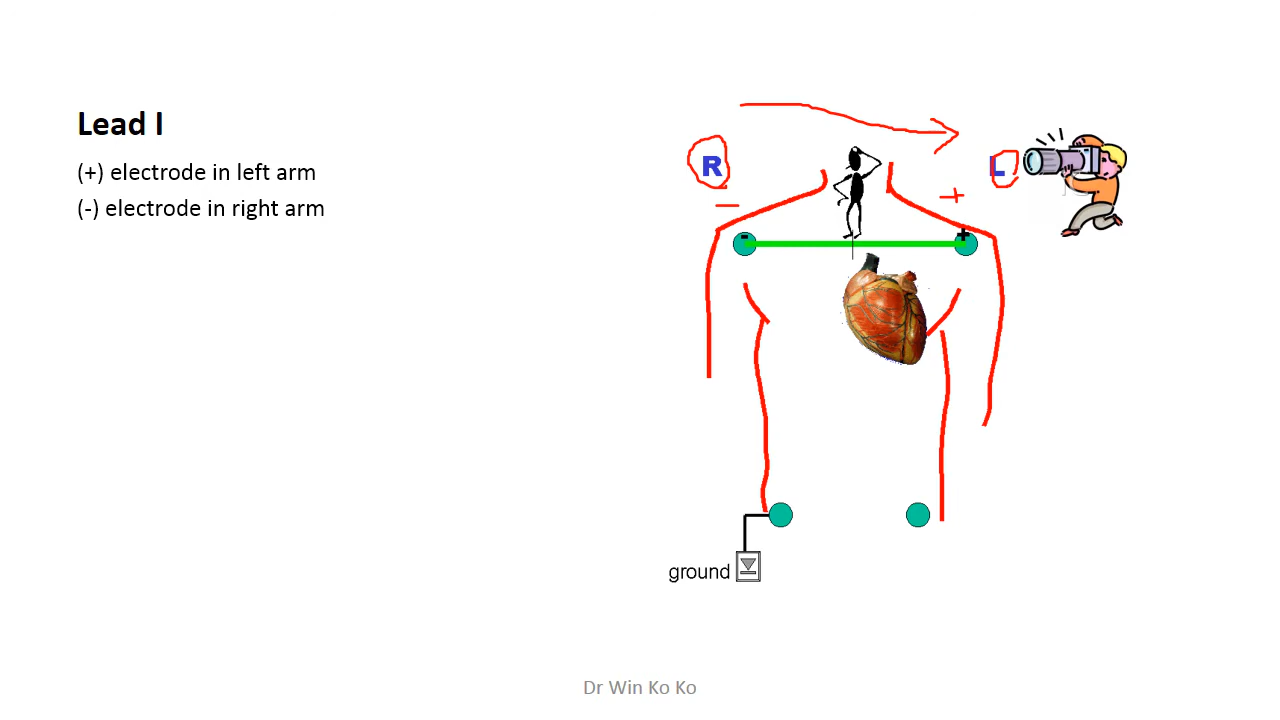 Lead I
(+) electrode in left arm
(-) electrode in right arm
R
L
-
+
-
+
ground
Dr Win Ko Ko